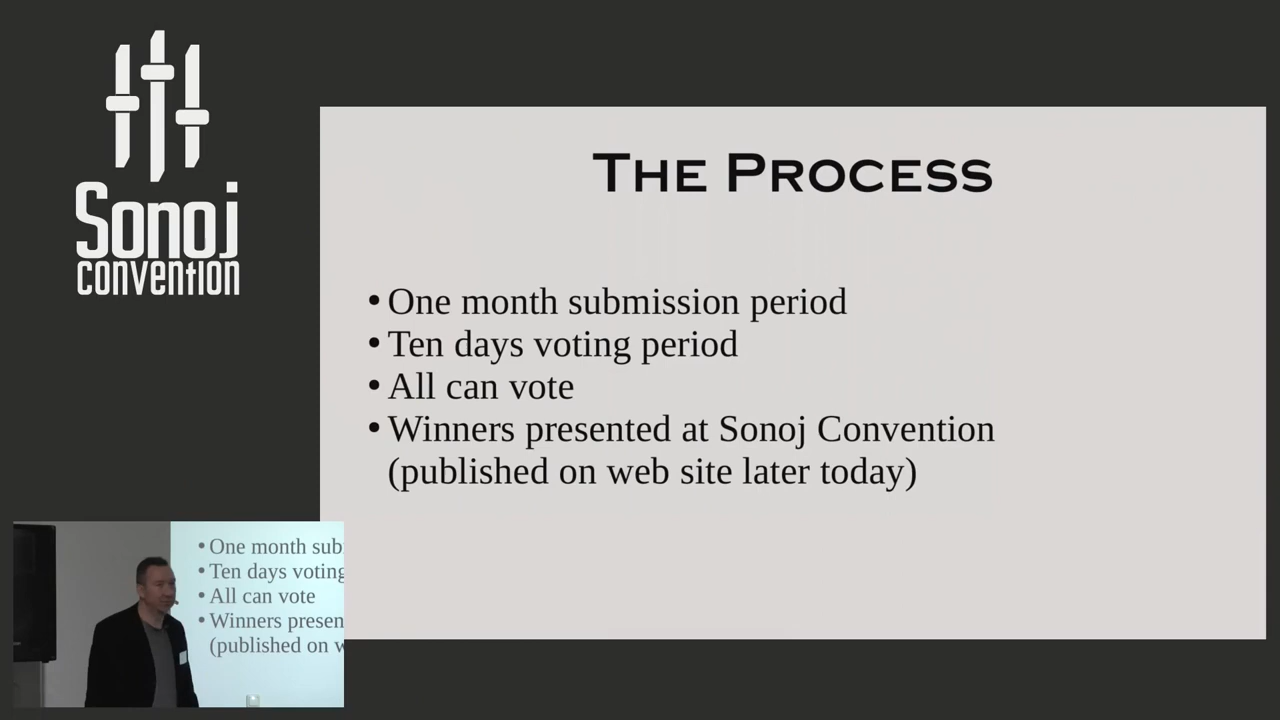 Sonoj
convention
THE PROCESS
• One month submission period
• Ten days voting period
• All can vote
• Winners presented at Sonoj Convention
(published on web site later today)
• One month sub
• Ten days voting
• All can vote
• Winners presen
(published on w